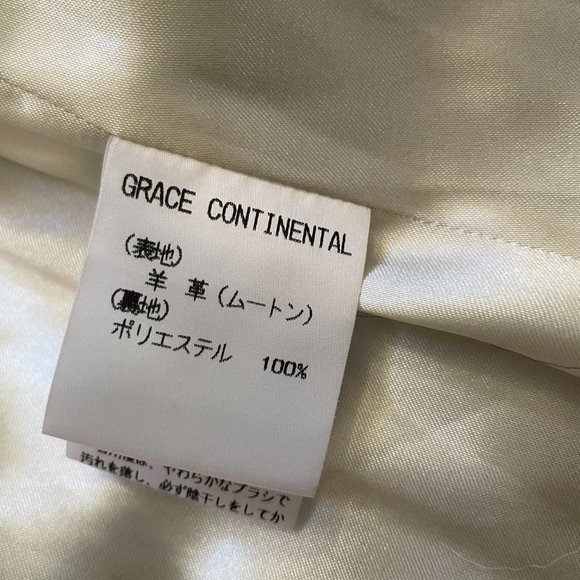 GRACE CONTINENTAL
(表地)
羊 革(ムートン)
(裏地)
ポリエステル 100%
は、やわらかなブラシで
汚れを落し、必ず陰干しをしてか